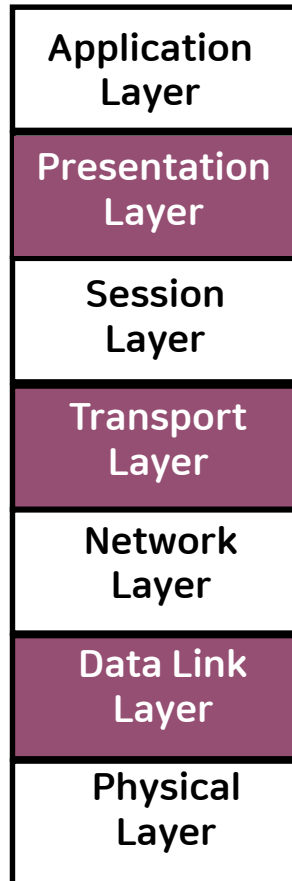 Application
Layer
Presentation
Layer
Session
Layer
Transport
Layer
Network
Layer
Data Link
Layer
Physical
Layer